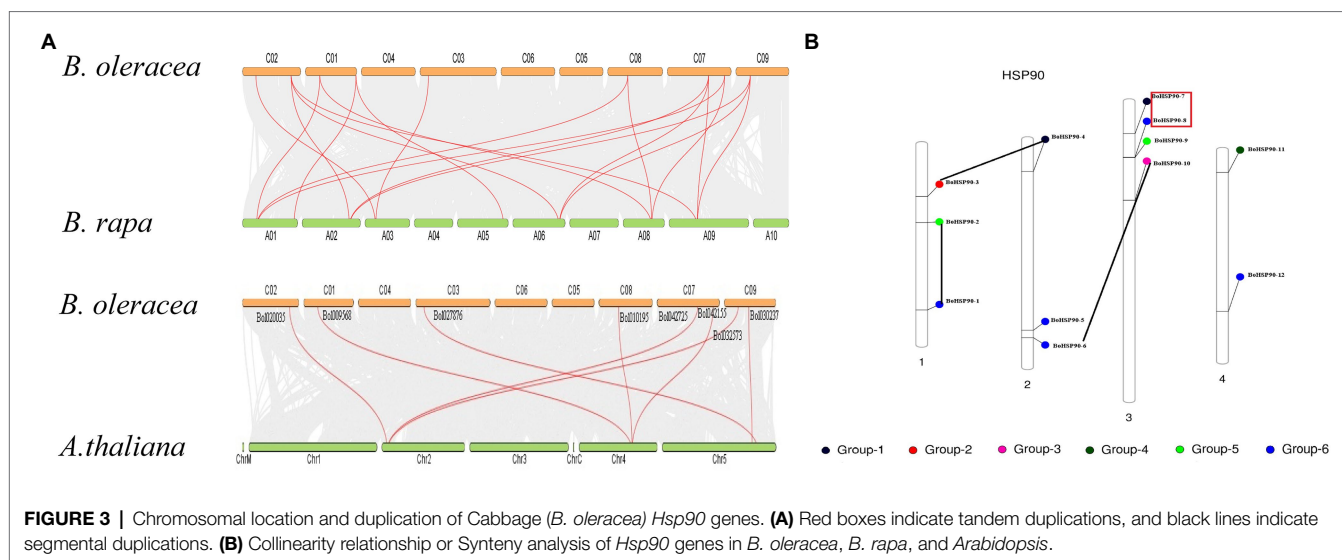 A
B. oleracea
C02 C01 C04 C03 C06 C05 C08 C07 C09
B. rapa
A01 A02 A03 A04 A05 A06 A07 A08 A09 A10
B. oleracea
C02 C01 C04 C03 C06 C05 C08 C07 C09
Bol020035 Bol009568 Bol027876 Bol010195 Bol042725 Bol042155 Bol030237
Bol032573
A.thaliana
ChrM Chr1 Chr2 Chr3 ChrC Chr4 Chr5
B
HSP90
BoHSP90-7
BoHSP90-8
BoHSP90-4
BoHSP90-9
BoHSP90-11
BoHSP90-10
BoHSP90-3
BoHSP90-2
BoHSP90-12
BoHSP90-1
BoHSP90-5
BoHSP90-6
1
2
3
4
Group-1 Group-2 Group-3 Group-4 Group-5 Group-6
FIGURE 3 | Chromosomal location and duplication of Cabbage (B. oleracea) Hsp90 genes. (A) Red boxes indicate tandem duplications, and black lines indicate
segmental duplications. (B) Collinearity relationship or Synteny analysis of Hsp90 genes in B. oleracea, B. rapa, and Arabidopsis.